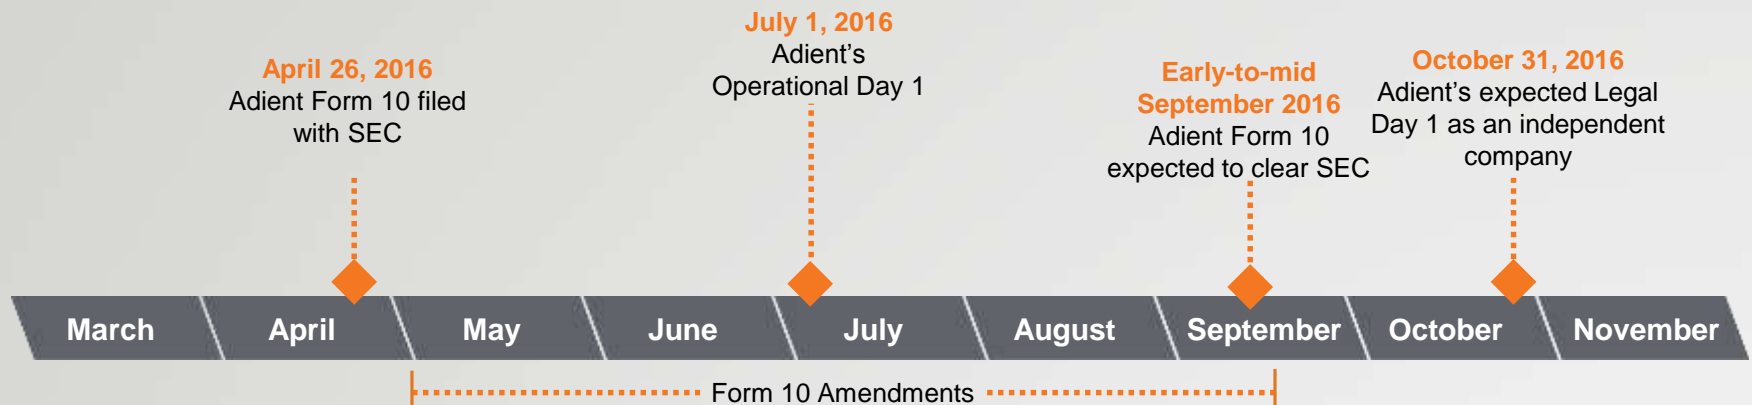 April 26, 2016
Adient Form 10 filed
with SEC
July 1, 2016
Adient's
Operational Day 1
Early-to-mid
September 2016
Adient Form 10
expected to clear SEC
October 31, 2016
Adient's expected Legal
Day 1 as an independent
company
March April May June July August September October November
Form 10 Amendments